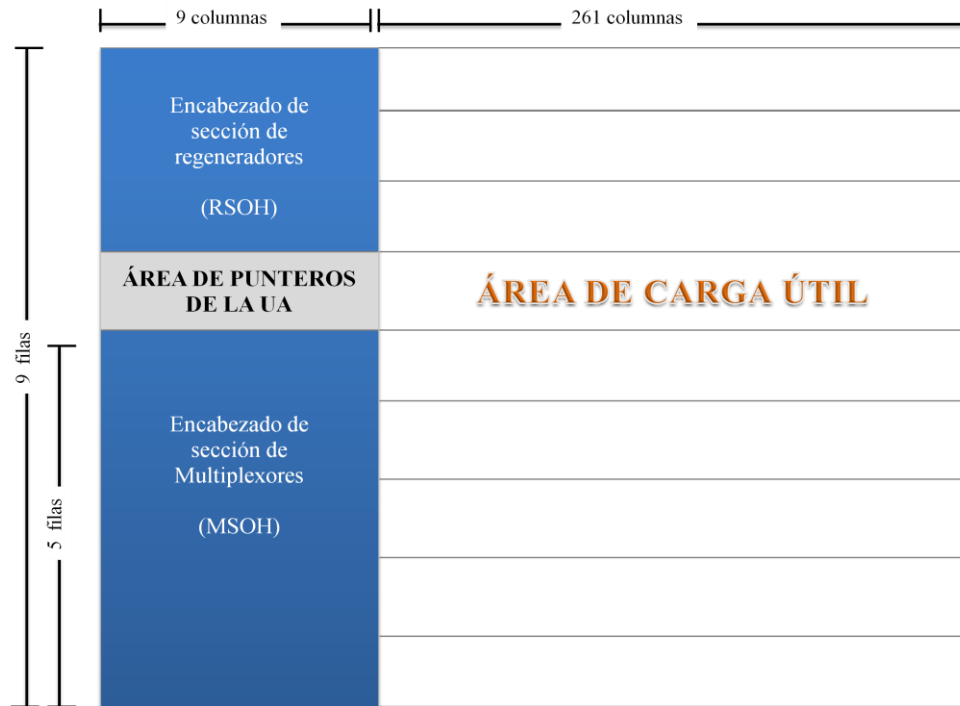 9 columnas
261 columnas
Encabezado de
sección de
regeneradores
(RSOH)
ÁREA DE PUNTEROS
DE LA UA
ÁREA DE CARGA ÚTIL
9 filas
5 filas
Encabezado de
sección de
Multiplexores
(MSOH)